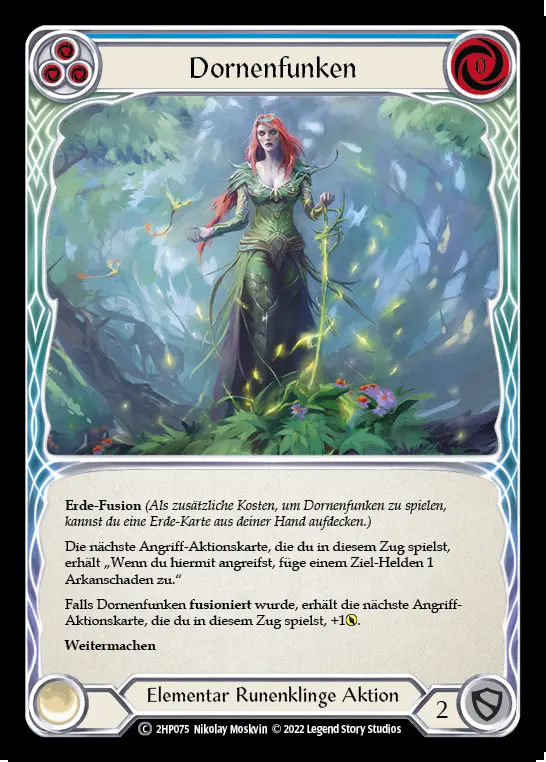 Dornenfunken
0
Erde-Fusion (Als zusätzliche Kosten, um Dornenfunken zu spielen,
kannst du eine Erde-Karte aus deiner Hand aufdecken.)
Die nächste Angriff-Aktionskarte, die du in diesem Zug spielst,
erhält „Wenn du hiermit angreifst, füge einem Ziel-Helden 1
Arkanschaden zu.“
Falls Dornenfunken fusioniert wurde, erhält die nächste Angriff-
Aktionskarte, die du in diesem Zug spielst, +1.
Weitermachen
Elementar Runenklinge Aktion
2
C 2HP075 Nikolay Moskvin © 2022 Legend Story Studios